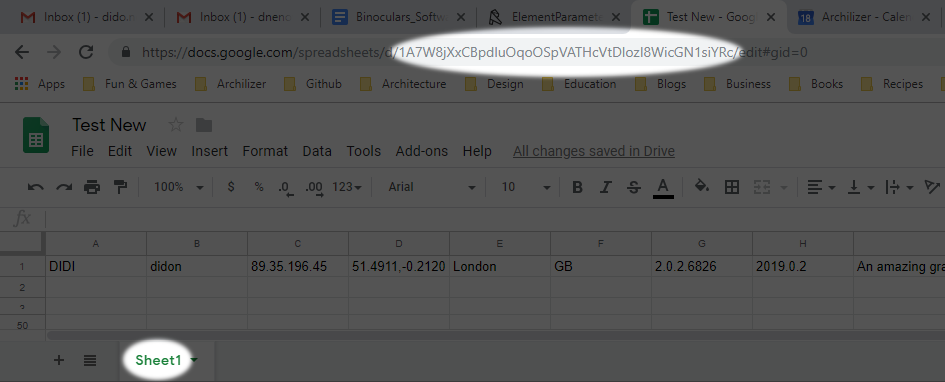 Inbox (1) - dido.n Inbox (1) - dnenc Binoculars_Softw ElementParamete Test New - Goog 18 Archilizer - Caler
https://docs.google.com/spreadsheets/d/1A7W8jXxCBpdIuOqoOSpVATHcVtDIozI8WicGN1siYRc/edit#gid=0
Apps Fun & Games Archilizer Github Architecture Design Education Blogs Business Books Recipes
Test New
File Edit View Insert Format Data Tools Add-ons Help All changes saved in Drive
100% $ % .0 .00 123 Arial 10 B I S A
fx
A B C D E F G H
1 DIDI didon 89.35.196.45 51.4911,-0.2120 London GB 2.0.2.6826 2019.0.2 An amazing gra
2
3
50
+ Sheet1